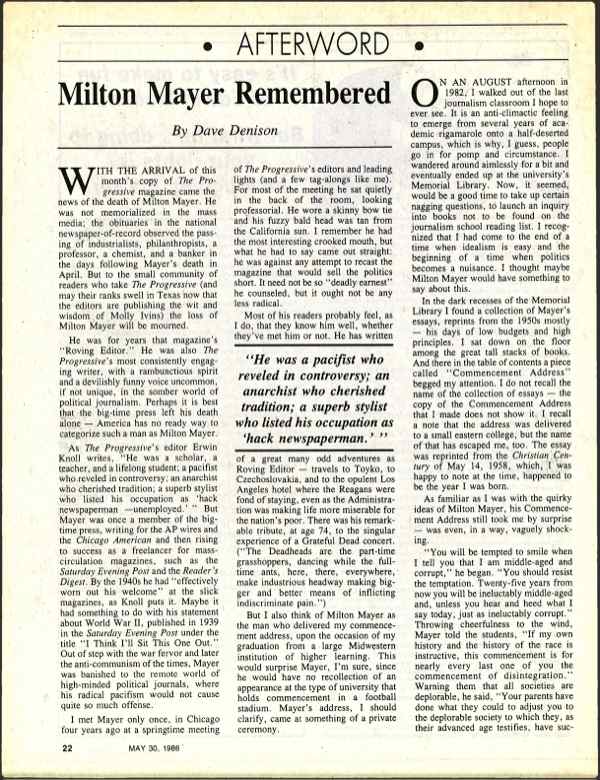 • AFTERWORD •
Milton Mayer Remembered
By Dave Denison
WITH THE ARRIVAL of this
month's copy of The Pro-
gressive magazine came the
news of the death of Milton Mayer. He
was not memorialized in the mass
media; the obituaries in the national
newspaper-of-record observed the pass-
ing of industrialists, philanthropists, a
professor, a chemist, and a banker in
the days following Mayer's death in
April. But to the small community of
readers who take The Progressive (and
may their ranks swell in Texas now that
the editors are publishing the wit and
wisdom of Molly Ivins) the loss of
Milton Mayer will be mourned.
He was for years that magazine's
"Roving Editor." He was also The
Progressive's most consistently engag-
ing writer, with a rambunctious spirit
and a devilishly funny voice uncommon,
if not unique, in the somber world of
political journalism. Perhaps it is best
that the big-time press left his death
alone — America has no ready way to
categorize such a man as Milton Mayer.
As The Progressive's editor Erwin
Knoll writes, "He was a scholar, a
teacher, and a lifelong student; a pacifist
who reveled in controversy; an anarchist
who cherished tradition; a superb stylist
who listed his occupation as 'hack
newspaperman —unemployed.' " But
Mayer was once a member of the big-
time press, writing for the AP wires and
the Chicago American and then rising
to success as a freelancer for mass-
circulation magazines, such as the
Saturday Evening Post and the Reader's
Digest. By the 1940s he had "effectively
worn out his welcome" at the slick
magazines, as Knoll puts it. Maybe it
had something to do with his statement
about World War II, published in 1939
in the Saturday Evening Post under the
title "I Think I'll Sit This One Out."
Out of step with the war fervor and later
the anti-communism of the times, Mayer
was banished to the remote world of
high-minded political journals, where
his radical pacifism would not cause
quite so much offense.
I met Mayer only once, in Chicago
four years ago at a springtime meeting
of The Progressive's editors and leading
lights (and a few tag-alongs like me).
For most of the meeting he sat quietly
in the back of the room, looking
professorial. He wore a skinny bow tie
and his fuzzy bald head was tan from
the California sun. I remember he had
the most interesting crooked mouth, but
what he had to say came out straight:
he was against any attempt to recast the
magazine that would sell the politics
short. It need not be so "deadly earnest"
he counseled, but it ought not be any
less radical.
Most of his readers probably feel, as
I do, that they know him well, whether
they've met him or not. He has written
"He was a pacifist who
reveled in controversy; an
anarchist who cherished
tradition; a superb stylist
who listed his occupation as
'hack newspaperman.' "
of a great many odd adventures as
Roving Editor — travels to Toyko, to
Czechoslovakia, and to the opulent Los
Angeles hotel where the Reagans were
fond of staying, even as the Administra-
tion was making life more miserable for
the nation's poor. There was his remark-
able tribute, at age 74, to the singular
experience of a Grateful Dead concert.
("The Deadheads are the part-time
grasshoppers, dancing while the full-
time ants, here, there, everywhere,
make industrious headway making big-
ger and better means of inflicting
indiscriminate pain.")
But I also think of Milton Mayer as
the man who delivered my commence-
ment address, upon the occasion of my
graduation from a large Midwestern
institution of higher learning. This
would surprise Mayer, I'm sure, since
he would have no recollection of an
appearance at the type of university that
holds commencement in a football
stadium. Mayer's address, I should
clarify, came at something of a private
ceremony.
ON AN AUGUST afternoon in
1982, I walked out of the last
journalism classroom I hope to
ever see. It is an anti-climactic feeling
to emerge from several years of aca-
demic rigamarole onto a half-deserted
campus, which is why, I guess, people
go in for pomp and circumstance. I
wandered around aimlessly for a bit and
eventually ended up at the university's
Memorial Library. Now, it seemed,
would be a good time to take up certain
nagging questions, to launch an inquiry
into books not to be found on the
journalism school reading list. I recog-
nized that I had come to the end of a
time when idealism is easy and the
beginning of a time when politics
becomes a nuisance. I thought maybe
Milton Mayer would have something to
say about this.
In the dark recesses of the Memorial
Library I found a collection of Mayer's
essays, reprints from the 1950s mostly
— his days of low budgets and high
principles. I sat down on the floor
among the great tall stacks of books.
And there in the table of contents a piece
called "Commencement Address"
begged my attention. I do not recall the
name of the collection of essays — the
copy of the Commencement Address
that I made does not show it. I recall
a note that the address was delivered
to a small eastern college, but the name
of that has escaped me, too. The essay
was reprinted from the Christian Cen-
tury of May 14, 1958, which, I was
happy to note at the time, happened to
be the year I was born.
As familiar as I was with the quirky
ideas of Milton Mayer, his Commence-
ment Address still took me by surprise
— was even, in a way, vaguely shock-
ing.
"You will be tempted to smile when
I tell you that I am middle-aged and
corrupt," he began. "You should resist
the temptation. Twenty-five years from
now you will be ineluctably middle-aged
and, unless you hear and heed what I
say today, just as ineluctably corrupt."
Throwing cheerfulness to the wind,
Mayer told the students, "If my own
history and the history of the race is
instructive, this commencement is for
nearly every last one of you the
commencement of disintegration."
Warning them that all societies are
deplorable, he said, "Your parents have
done what they could to adjust you to
the deplorable society to which they, as
their advanced age testifies, have suc-
22 MAY 30, 1986